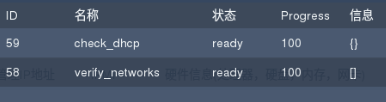 ID 名称 状态 Progress 信息
59 check_dhcp ready 100 {}
58 verify_networks ready 100 []